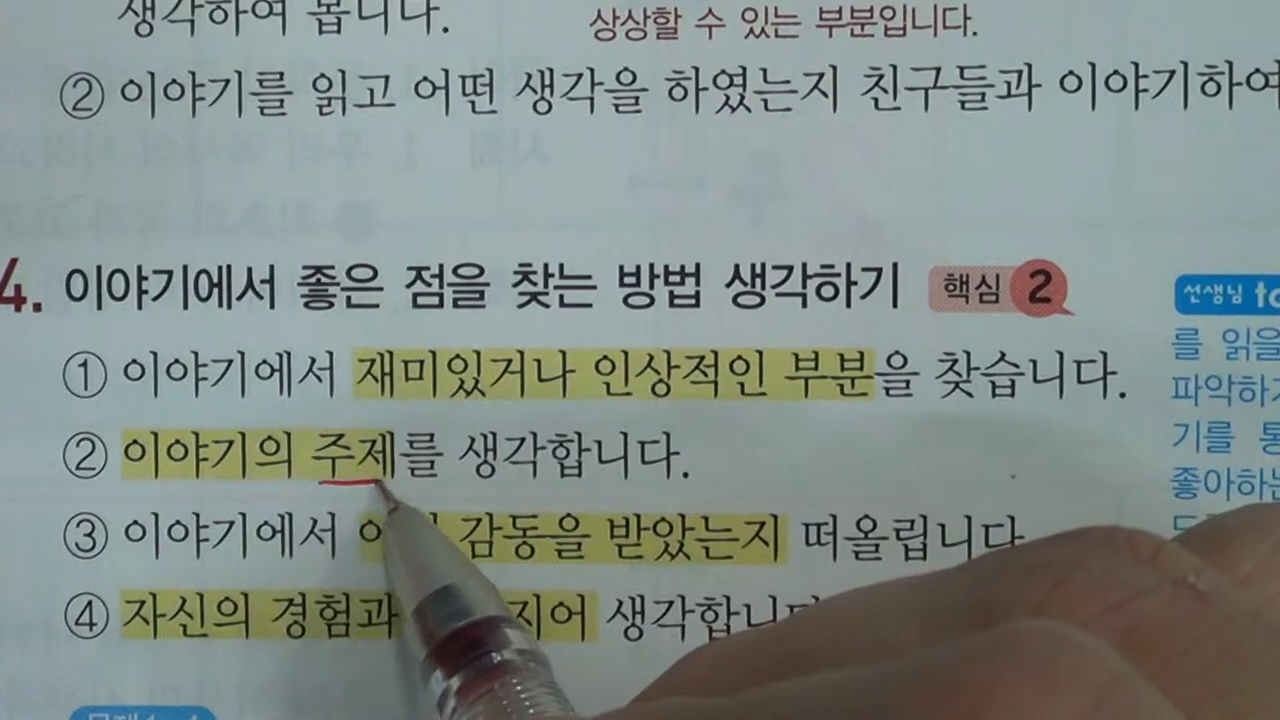 생각하여 봅니다.
상상할 수 있는 부분입니다.
② 이야기를 읽고 어떤 생각을 하였는지 친구들과 이야기하여
4. 이야기에서 좋은 점을 찾는 방법 생각하기 핵심 2
① 이야기에서 재미있거나 인상적인 부분을 찾습니다.
② 이야기의 주제를 생각합니다.
③ 이야기에서 감동을 받았는지 떠올립니다
④ 자신의 경험과 지어 생각합니다
선생님
를 읽을
파악하기
기를 통
좋아하는